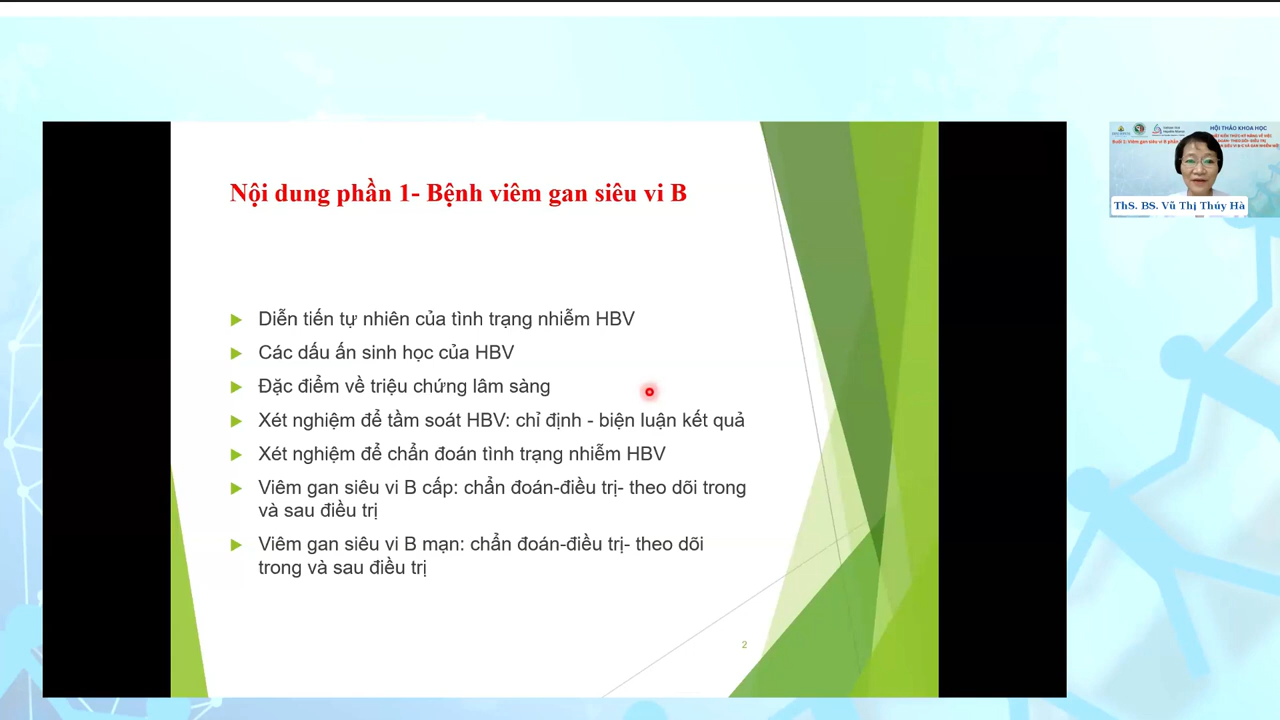 Nội dung phần 1- Bệnh viêm gan siêu vi B
Diễn tiến tự nhiên của tình trạng nhiễm HBV
Các dấu ấn sinh học của HBV
Đặc điểm về triệu chứng lâm sàng
Xét nghiệm để tầm soát HBV: chỉ định - biện luận kết quả
Xét nghiệm để chẩn đoán tình trạng nhiễm HBV
Viêm gan siêu vi B cấp: chẩn đoán-điều trị- theo dõi trong
và sau điều trị
Viêm gan siêu vi B mạn: chẩn đoán-điều trị- theo dõi
trong và sau điều trị
2
HỘI THẢO KHOA HỌC
ThS. BS. Vũ Thị Thúy Hà